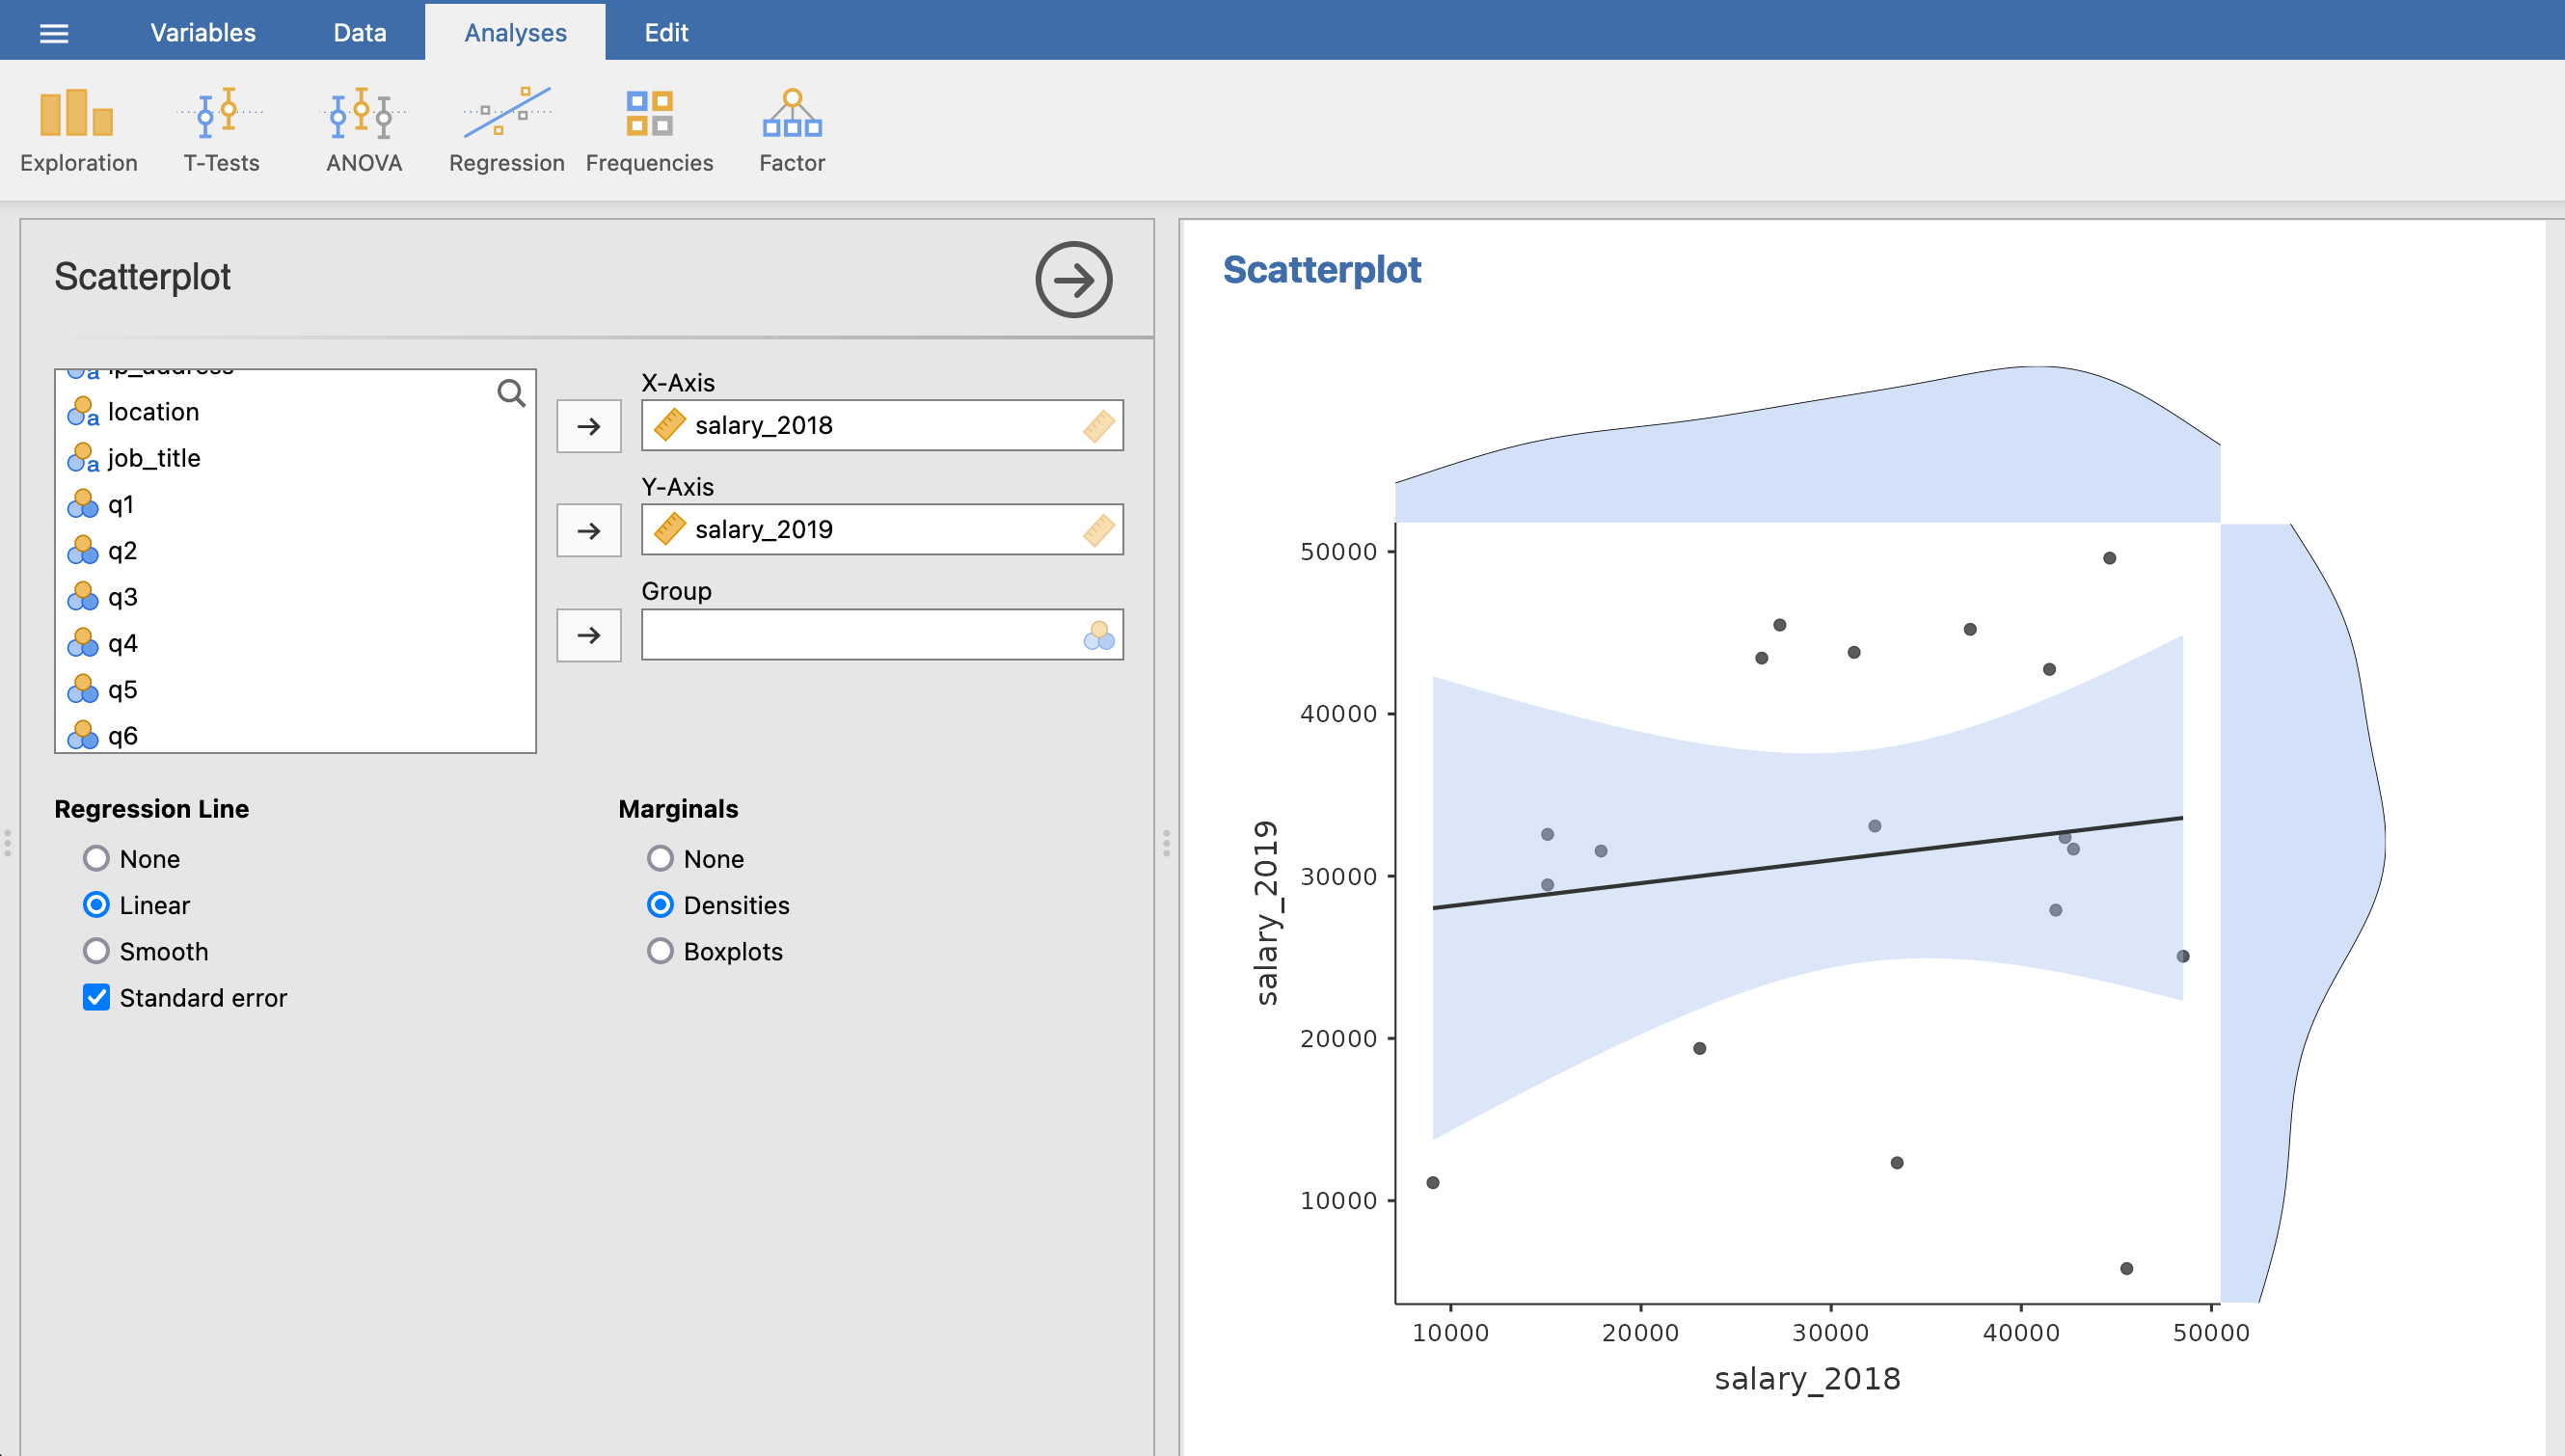 Variables Data Analyses Edit
Exploration T-Tests ANOVA Regression Frequencies Factor
Scatterplot
ip_address
a location
a job_title
q1
q2
q3
q4
q5
q6
X-Axis
salary_2018
Y-Axis
salary_2019
Group
Regression Line
None
Linear
Smooth
Standard error
Marginals
None
Densities
Boxplots
Scatterplot
50000
40000
30000
20000
10000
salary_2019
10000 20000 30000 40000 50000
salary_2018